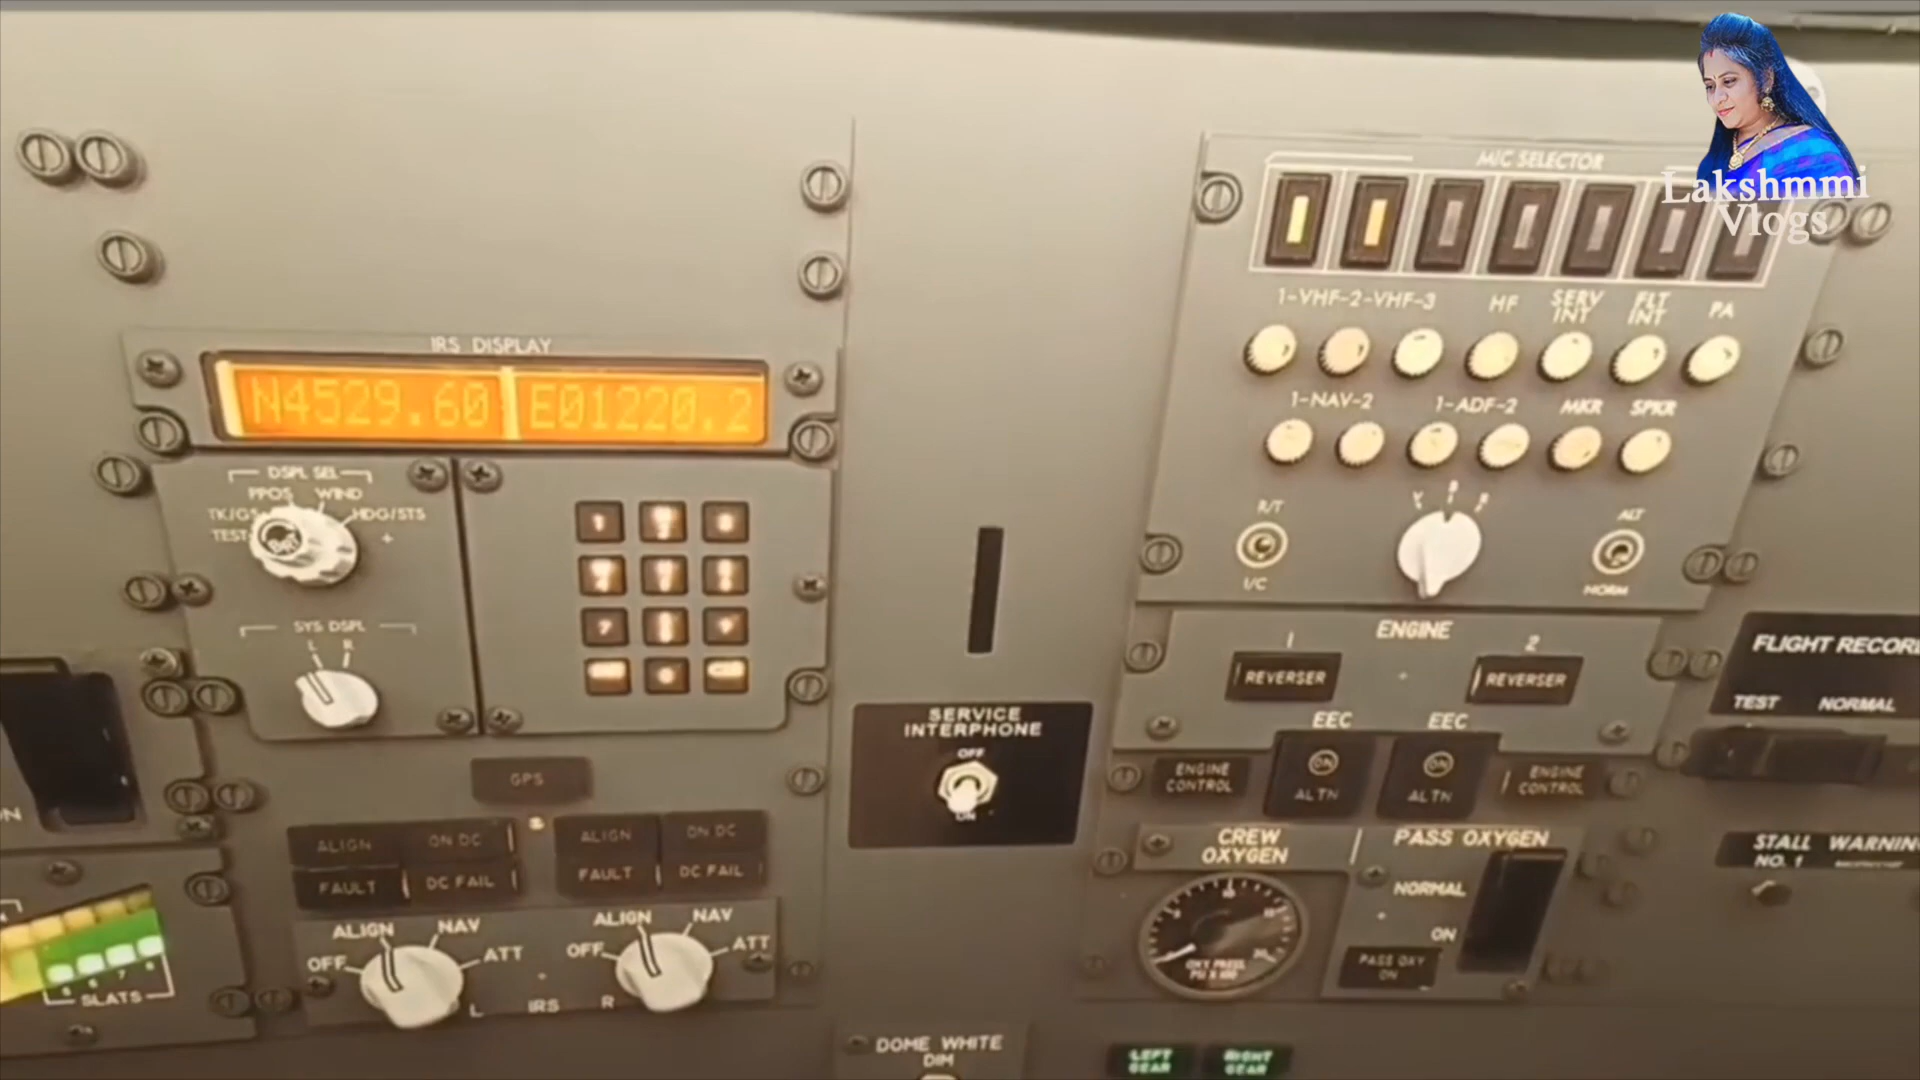 Lakshmmi
Vlogs
MIC SELECTOR
1-VHF-2-VHF-3
HF
SERV
INT
FLT
INT
PA
1-NAV-2
1-ADF-2
MKR
SPKR
R/T
I/C
ALT
NORM
IRS DISPLAY
N4529.60
E01220.2
DSPL SEL
PPOS
WIND
TK/GS
HDG/STS
TEST
BRT
SYS DSPL
L
R
GPS
ALIGN
ON DC
ALIGN
ON DC
FAULT
DC FAIL
FAULT
DC FAIL
ALIGN
NAV
OFF
ATT
ALIGN
NAV
OFF
ATT
L
IRS
R
SLATS
SERVICE
INTERPHONE
OFF
ON
ENGINE
1
2
REVERSER
REVERSER
EEC
EEC
ENGINE
CONTROL
ON
ALTN
ON
ALTN
ENGINE
CONTROL
CREW
OXYGEN
PASS OXYGEN
OXY PRESS
NORMAL
ON
PASS OXY
ON
FLIGHT RECOR
TEST
NORMAL
STALL WARNIN
NO. 1
DOME WHITE
DIM
LEFT
GEAR
RIGHT
GEAR